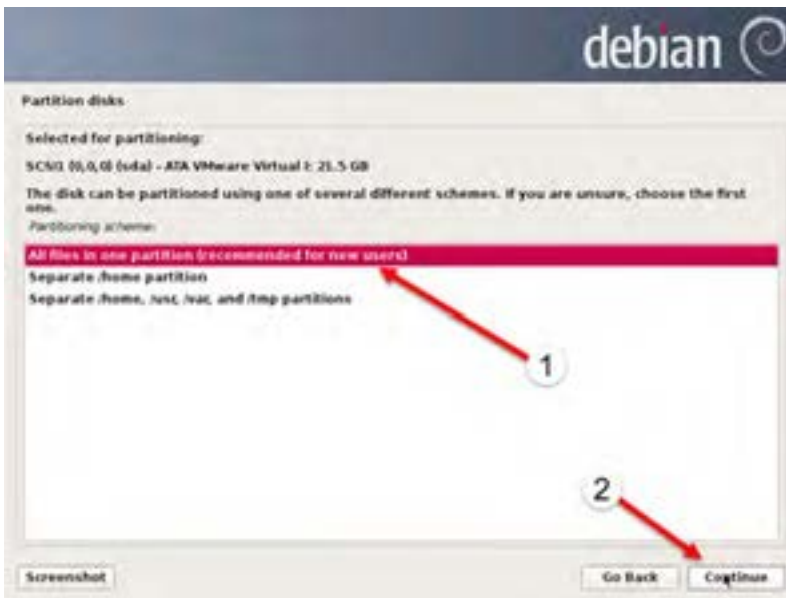 debian
Partition disks
Selected for partitioning:
SCSI1 (0,0,0) (sda) - ATA VMware Virtual I: 21.5 GB
The disk can be partitioned using one of several different schemes. If you are unsure, choose the first
one.
Partitioning scheme:
All files in one partition (recommended for new users)
Separate /home partition
Separate /home, /usr, /var, and /tmp partitions
1
2
Screenshot
Go Back
Continue